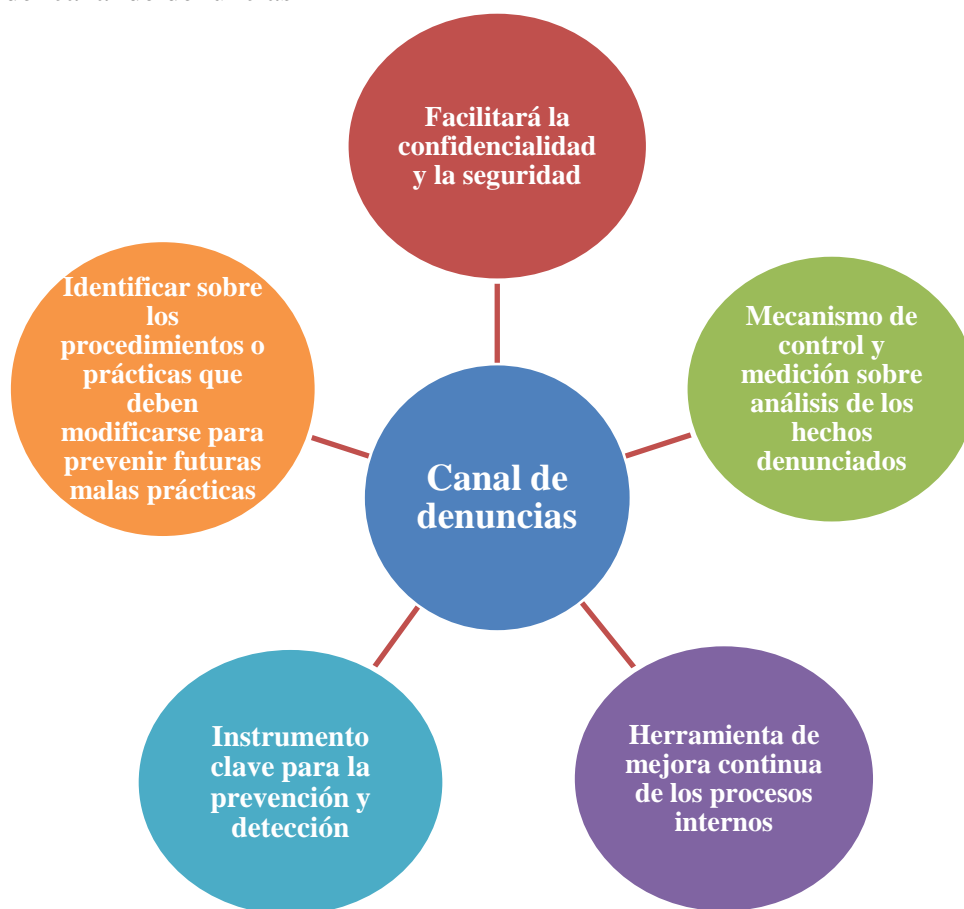 Facilitará la
confidencialidad
y la seguridad
Mecanismo de
control y
medición sobre
análisis de los
hechos
denunciados
Herramienta de
mejora continua
de los procesos
internos
Instrumento
clave para la
prevención y
detección
Identificar sobre
los
procedimientos o
prácticas que
deben
modificarse para
prevenir futuras
malas prácticas
Canal de
denuncias